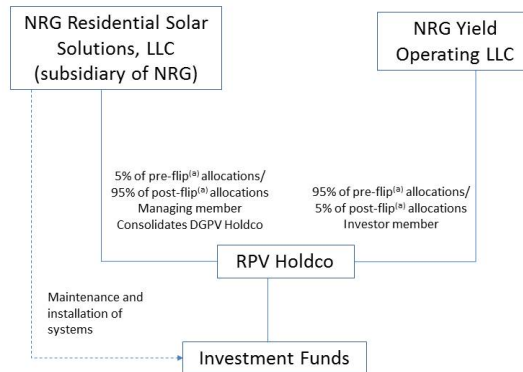 NRG Residential Solar
Solutions, LLC
(subsidiary of NRG)
NRG Yield
Operating LLC
5% of pre-flip(a) allocations/
95% of post-flip(a) allocations
Managing member
Consolidates DGPV Holdco
95% of pre-flip(a) allocations/
5% of post-flip(a) allocations
Investor member
RPV Holdco
Maintenance and
installation of
systems
Investment Funds